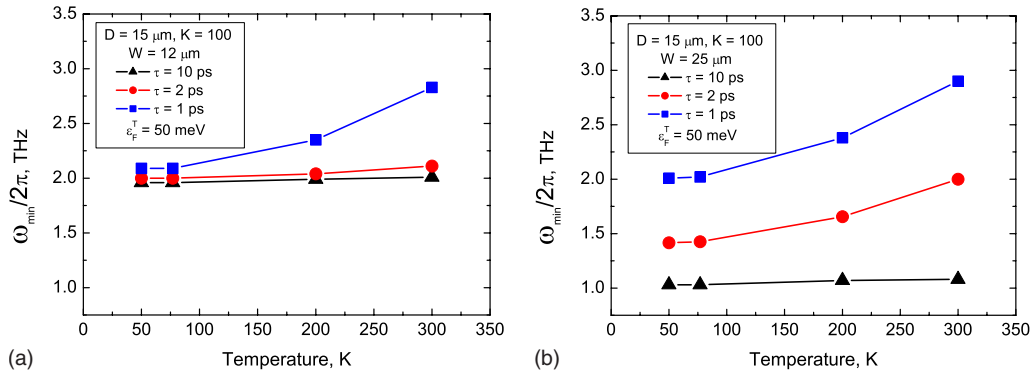 3.5
3.0
2.5
2.0
1.5
1.0
ω_min/2π, THz
D = 15 μm, K = 100
W = 12 μm
τ = 10 ps
τ = 2 ps
τ = 1 ps
ε_F^T = 50 meV
0 50 100 150 200 250 300 350
Temperature, K
(a)
3.5
3.0
2.5
2.0
1.5
1.0
ω_min/2π, THz
D = 15 μm, K = 100
W = 25 μm
τ = 10 ps
τ = 2 ps
τ = 1 ps
ε_F^T = 50 meV
0 50 100 150 200 250 300 350
Temperature, K
(b)